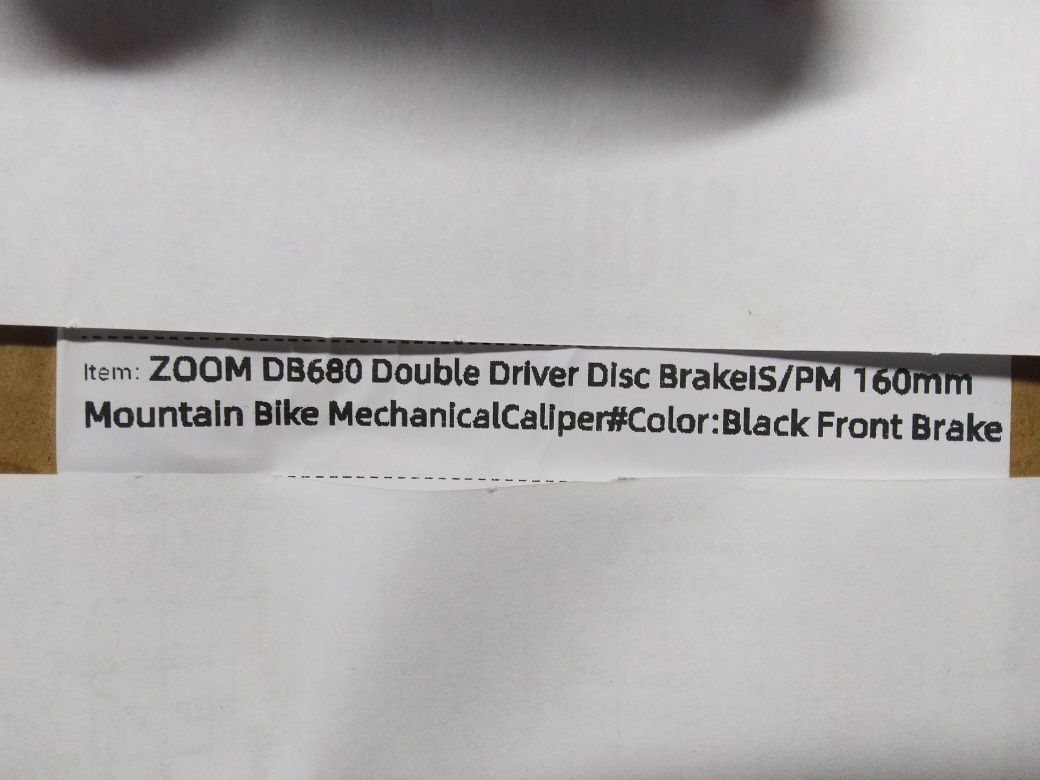 Item: ZOOM DB680 Double Driver Disc BrakeIS/PM 160mm
Mountain Bike MechanicalCaliper#Color:Black Front Brake